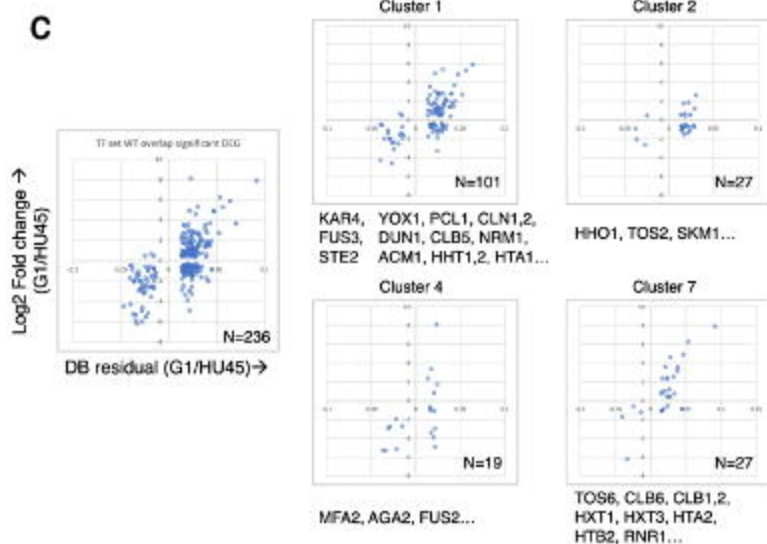 C
Cluster 1
Cluster 2
TF set WT overlap significant DEG
Log2 Fold change →
(G1/HU45)
N=236
DB residual (G1/HU45)→
N=101
KAR4, YOX1, PCL1, CLN1,2,
FUS3, DUN1, CLB5, NRM1,
STE2 ACM1, HHT1,2, HTA1...
N=27
HHO1, TOS2, SKM1...
Cluster 4
Cluster 7
N=19
MFA2, AGA2, FUS2...
N=27
TOS6, CLB6, CLB1,2,
HXT1, HXT3, HTA2,
HTB2, RNR1...